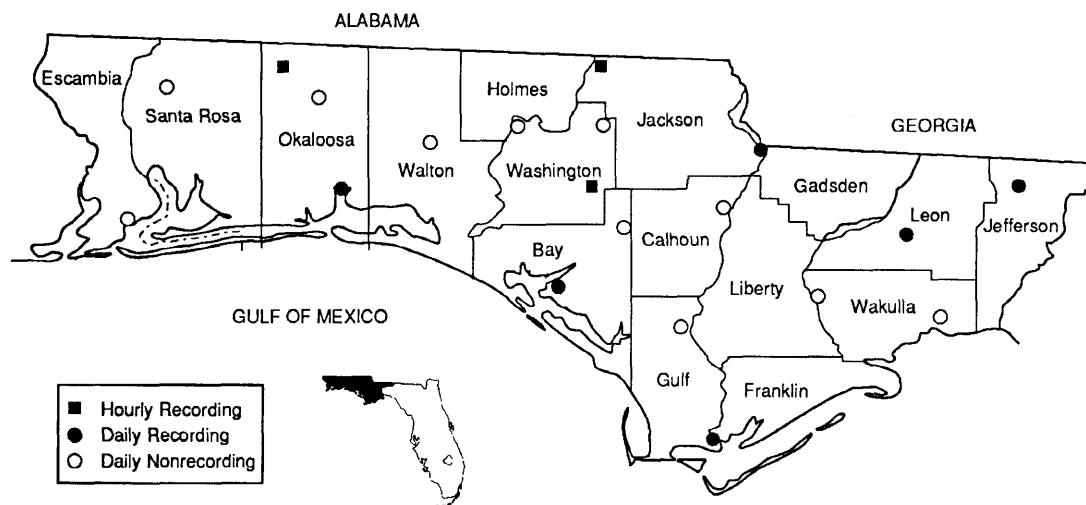 ALABAMA
Escambia
Santa Rosa
Okaloosa
Walton
Holmes
Washington
Jackson
GEORGIA
Gadsden
Leon
Jefferson
Bay
Calhoun
Liberty
Wakulla
GULF OF MEXICO
Gulf
Franklin
Hourly Recording
Daily Recording
Daily Nonrecording